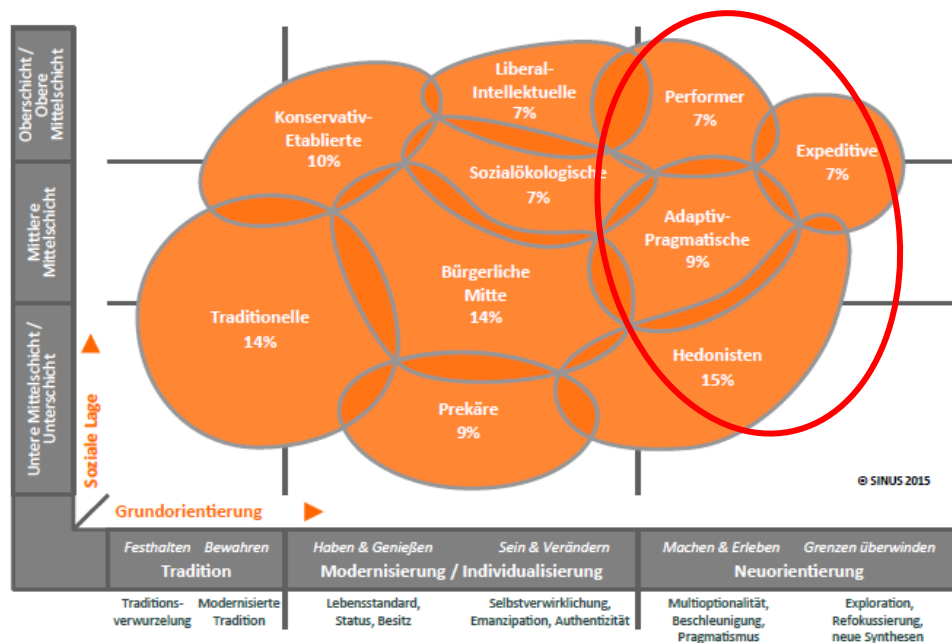 Oberschicht /
Obere
Mittelschicht
Mittlere
Mittelschicht
Untere Mittelschicht /
Unterschicht
Soziale Lage
Konservativ-
Etablierte
10%
Liberal-
Intellektuelle
7%
Performer
7%
Expeditive
7%
Sozialökologische
7%
Adaptiv-
Pragmatische
9%
Traditionelle
14%
Bürgerliche
Mitte
14%
Hedonisten
15%
Prekäre
9%
© SINUS 2015
Grundorientierung
Festhalten Bewahren
Tradition
Haben & Genießen Sein & Verändern
Modernisierung / Individualisierung
Machen & Erleben Grenzen überwinden
Neuorientierung
Traditions-
verwurzelung
Modernisierte
Tradition
Lebensstandard,
Status, Besitz
Selbstverwirklichung,
Emanzipation, Authentizität
Multioptionalität,
Beschleunigung,
Pragmatismus
Exploration,
Refokussierung,
neue Synthesen